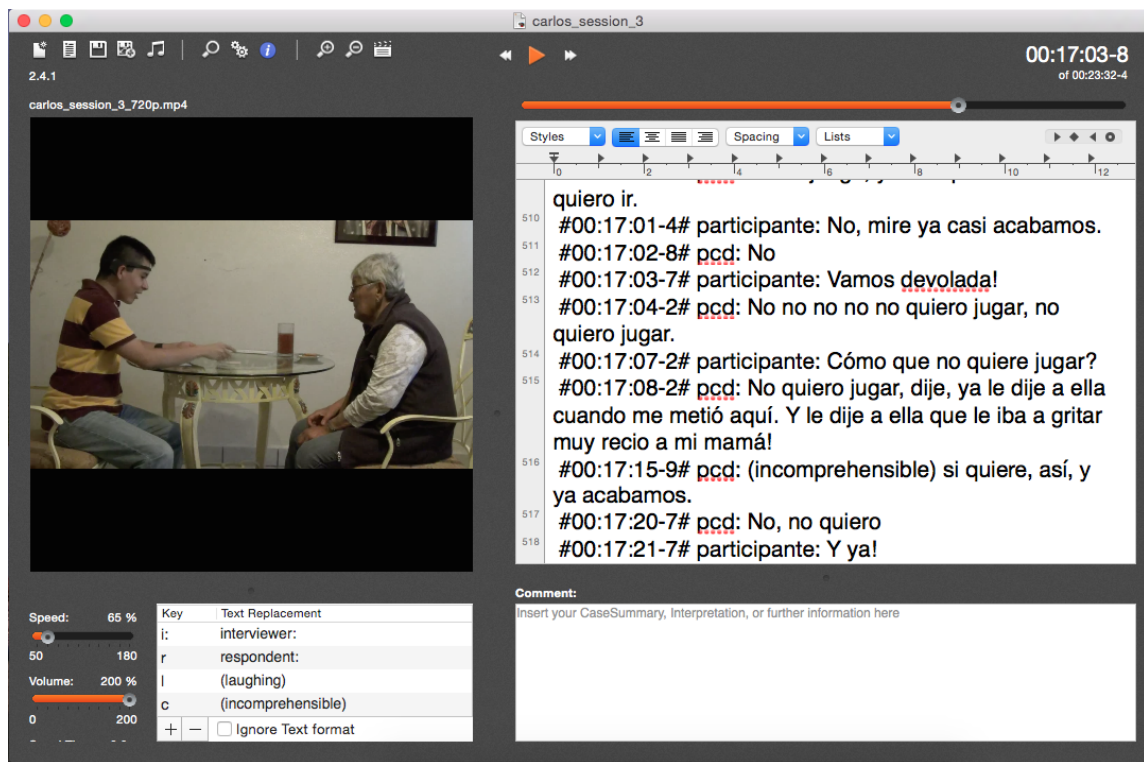 carlos_session_3
2.4.1
00:17:03-8
of 00:23:32-4
carlos_session_3_720p.mp4
Styles Spacing Lists
0 2 4 6 8 10 12
quiero ir.
510 #00:17:01-4# participante: No, mire ya casi acabamos.
511 #00:17:02-8# pcd: No
512 #00:17:03-7# participante: Vamos devolada!
513 #00:17:04-2# pcd: No no no no no quiero jugar, no
quiero jugar.
514 #00:17:07-2# participante: Cómo que no quiere jugar?
515 #00:17:08-2# pcd: No quiero jugar, dije, ya le dije a ella
cuando me metió aquí. Y le dije a ella que le iba a gritar
muy recio a mi mamá!
516 #00:17:15-9# pcd: (incomprehensible) si quiere, así, y
ya acabamos.
517 #00:17:20-7# pcd: No, no quiero
518 #00:17:21-7# participante: Y ya!
Speed: 65 %
50 180
Volume: 200 %
0 200
Key Text Replacement
i: interviewer:
r respondent:
l (laughing)
c (incomprehensible)
+ − Ignore Text format
Comment:
Insert your CaseSummary, Interpretation, or further information here